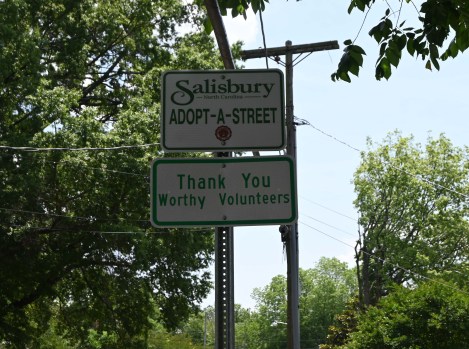 Salisbury
North Carolina
ADOPT-A-STREET
Thank You
Worthy Volunteers